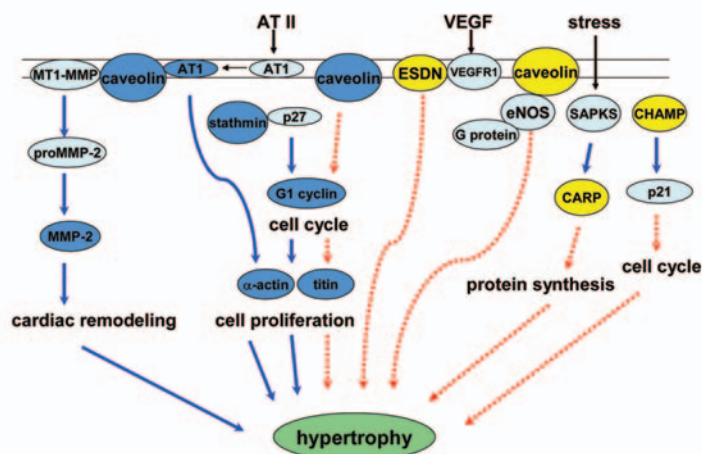 AT II
VEGF
stress
MT1-MMP
caveolin
AT1
AT1
caveolin
ESDN
VEGFR1
caveolin
stathmin
p27
eNOS
G protein
SAPKS
CHAMP
proMMP-2
G1 cyclin
cell cycle
CARP
p21
MMP-2
α-actin
titin
protein synthesis
cell cycle
cardiac remodeling
cell proliferation
hypertrophy